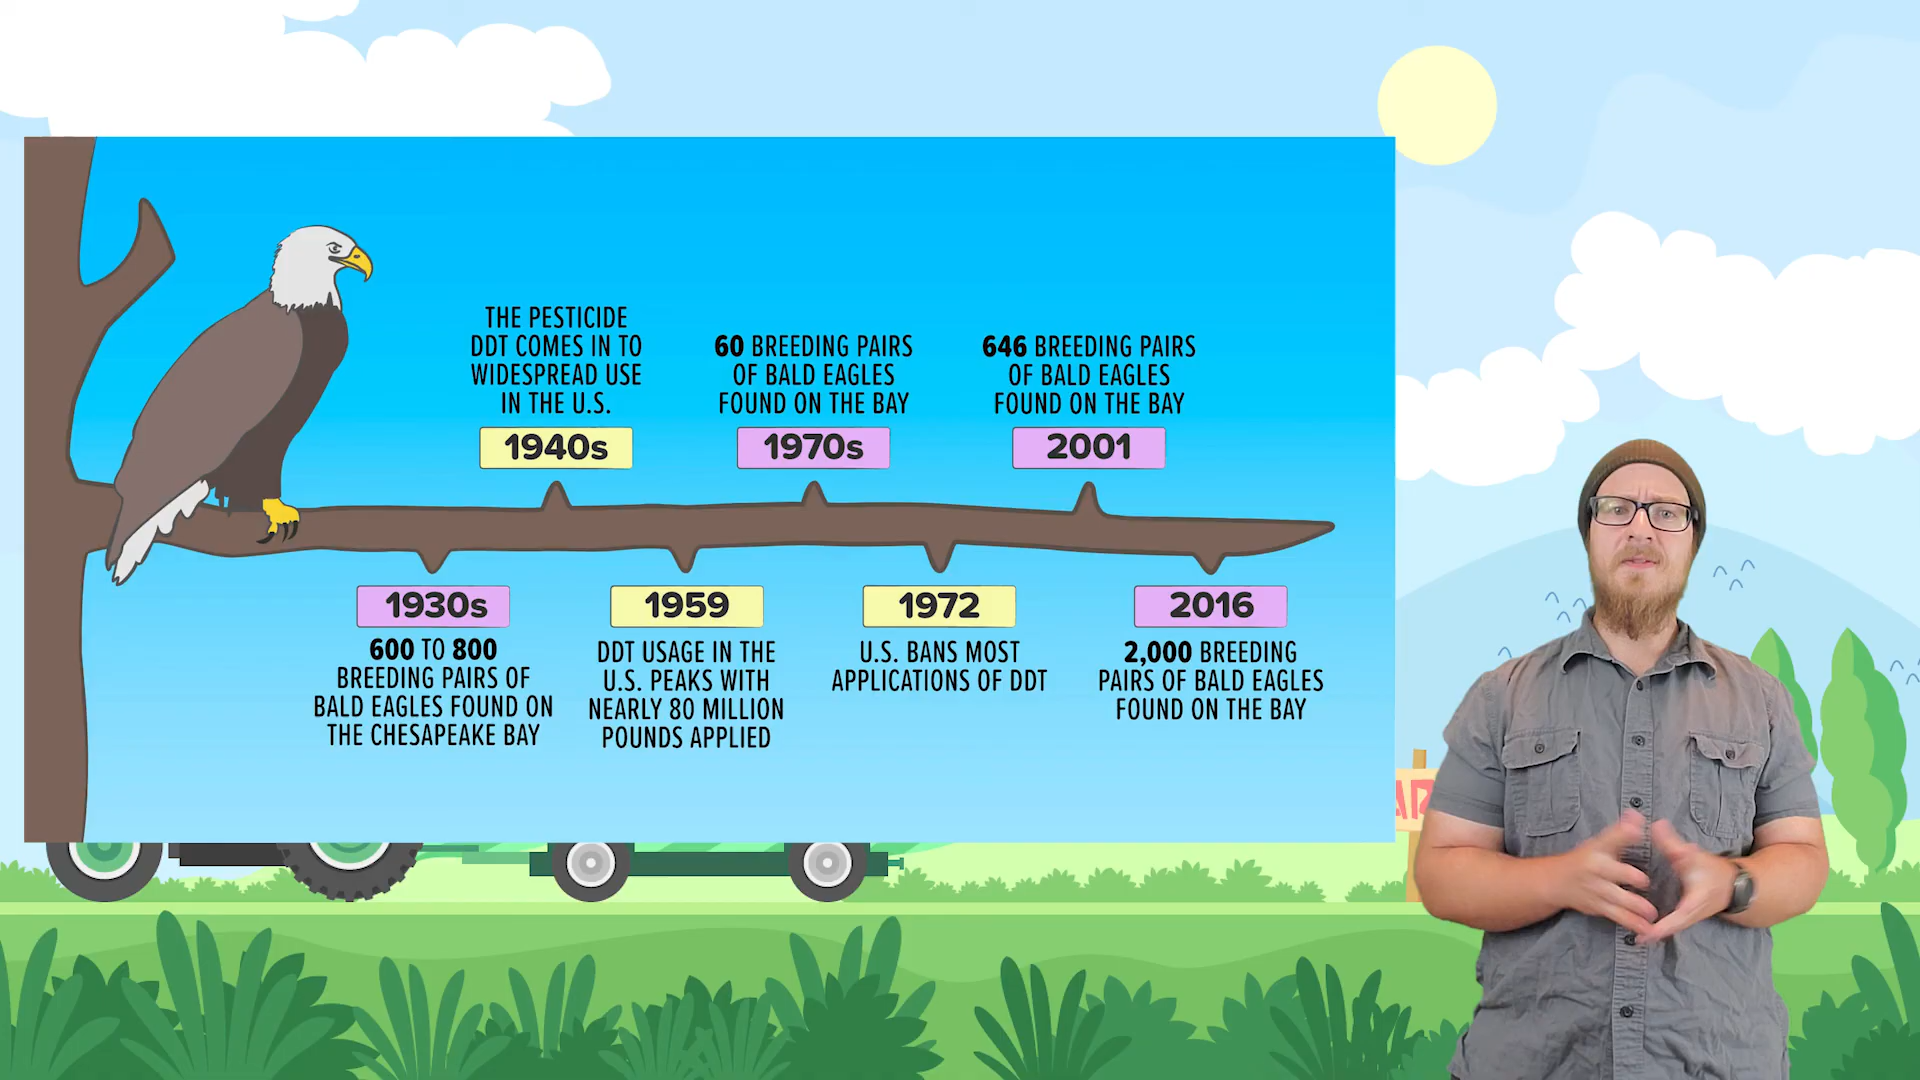 THE PESTICIDE
DDT COMES IN TO
WIDESPREAD USE
IN THE U.S.
1940s
60 BREEDING PAIRS
OF BALD EAGLES
FOUND ON THE BAY
1970s
646 BREEDING PAIRS
OF BALD EAGLES
FOUND ON THE BAY
2001
1930s
600 TO 800
BREEDING PAIRS OF
BALD EAGLES FOUND ON
THE CHESAPEAKE BAY
1959
DDT USAGE IN THE
U.S. PEAKS WITH
NEARLY 80 MILLION
POUNDS APPLIED
1972
U.S. BANS MOST
APPLICATIONS OF DDT
2016
2,000 BREEDING
PAIRS OF BALD EAGLES
FOUND ON THE BAY